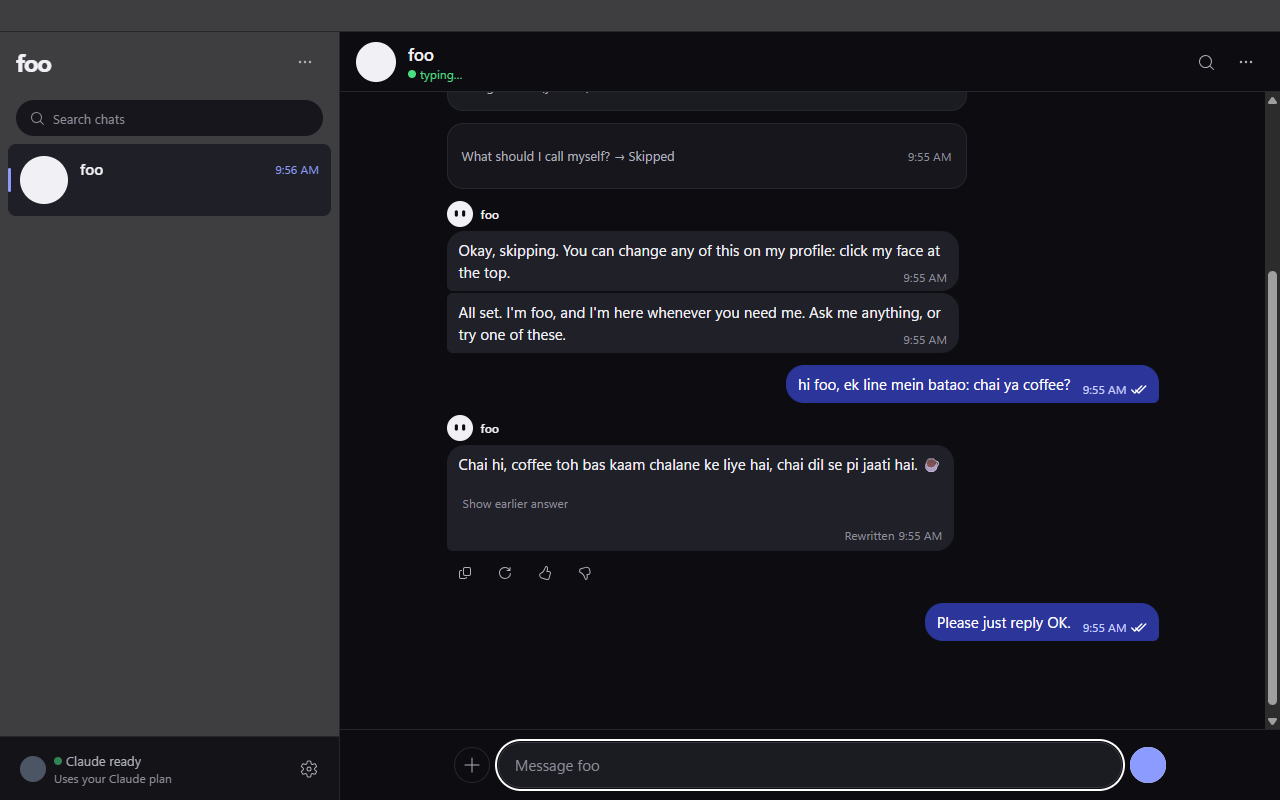 foo
Search chats
foo
9:56 AM
Claude ready
Uses your Claude plan
foo
typing...
What should I call myself? → Skipped
9:55 AM
foo
Okay, skipping. You can change any of this on my profile: click my face at
the top.
9:55 AM
All set. I'm foo, and I'm here whenever you need me. Ask me anything, or
try one of these.
9:55 AM
hi foo, ek line mein batao: chai ya coffee?
9:55 AM
foo
Chai hi, coffee toh bas kaam chalane ke liye hai, chai dil se pi jaati hai.
Show earlier answer
Rewritten 9:55 AM
Please just reply OK.
9:55 AM
Message foo